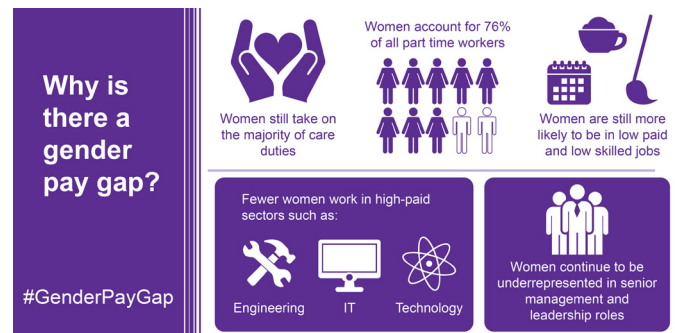 Why is
there a
gender
pay gap?
#GenderPayGap
Women still take on
the majority of care
duties
Women account for 76%
of all part time workers
Women are still more
likely to be in low paid
and low skilled jobs
Fewer women work in high-paid
sectors such as:
Engineering
IT
Technology
Women continue to be
underrepresented in senior
management and
leadership roles